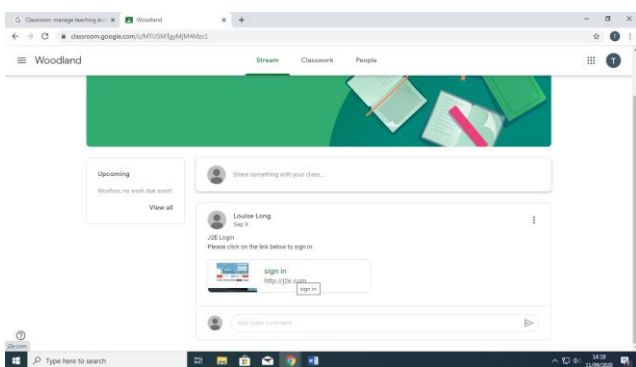 Classroom: manage teaching an
Woodland
classroom.google.com/c/
Woodland
Stream Classwork People
T
Upcoming
Woohoo, no work due soon!
View all
Share something with your class...
Louise Long
Sep 8
J2E Login
Please click on the link below to sign in
sign in
http://j2e.com
sign in
Add class comment...
j2e.com
Type here to search
14:18
11/09/2020